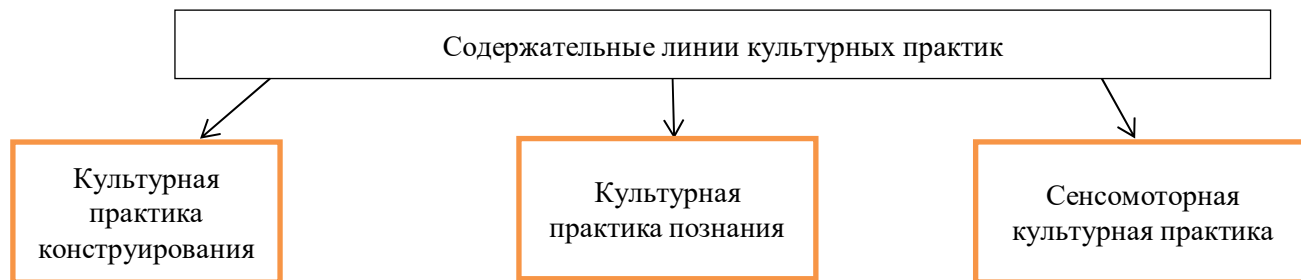 Содержательные линии культурных практик
Культурная
практика
конструирования
Культурная
практика познания
Сенсомоторная
культурная практика